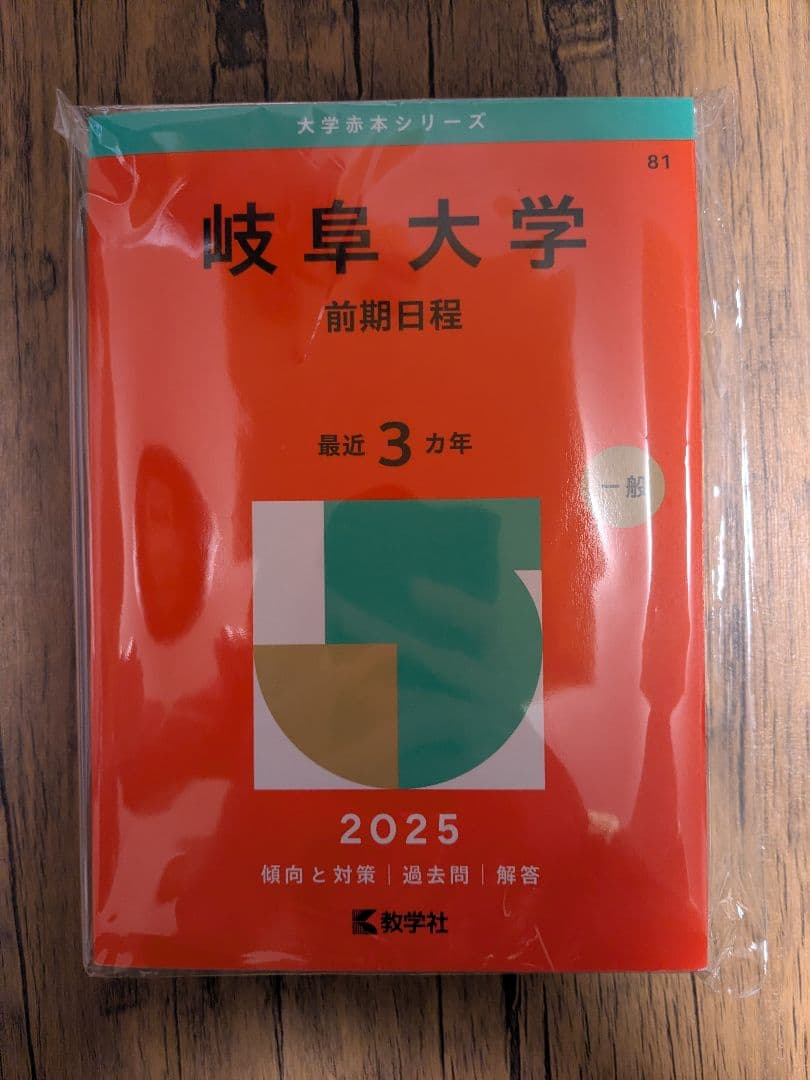 大学赤本シリーズ
81
岐阜大学
前期日程
最近3カ年
一般
2025
傾向と対策|過去問|解答
教学社